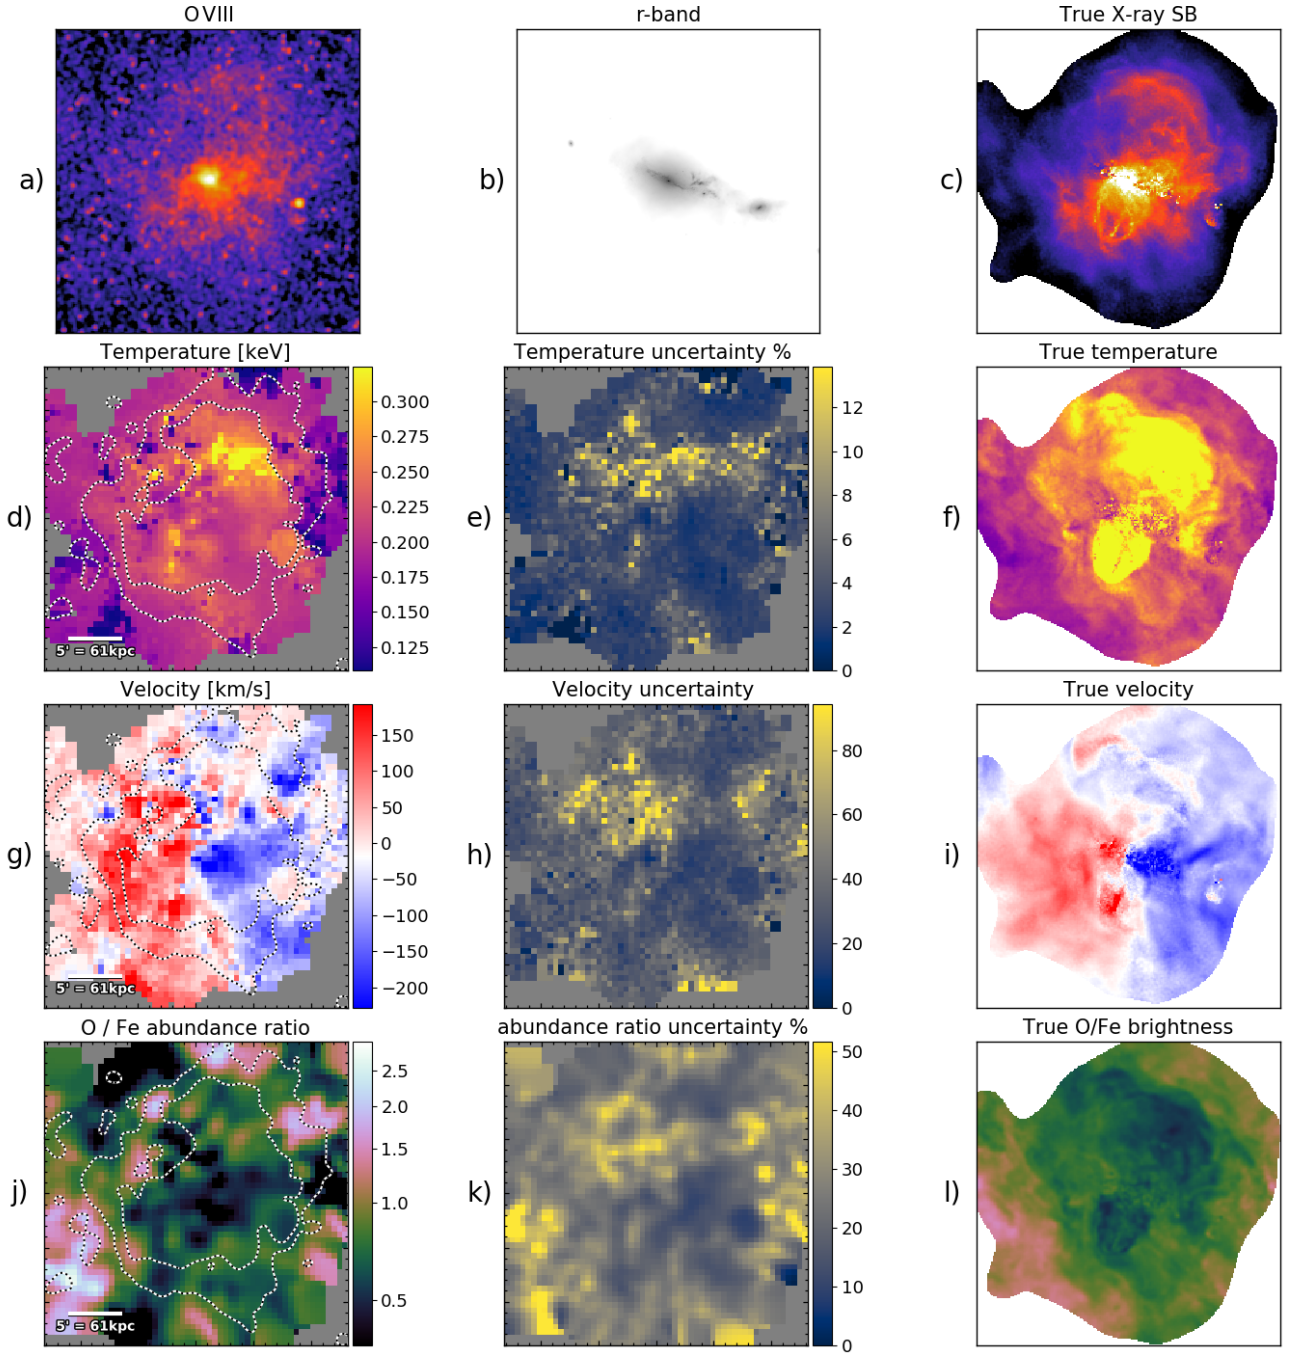 O VIII
r-band
True X-ray SB
a)
b)
c)
Temperature [keV]
Temperature uncertainty %
True temperature
d)
5' = 61kpc
0.300
0.275
0.250
0.225
0.200
0.175
0.150
0.125
e)
12
10
8
6
4
2
0
f)
Velocity [km/s]
Velocity uncertainty
True velocity
g)
5' = 61kpc
150
100
50
0
−50
−100
−150
−200
h)
80
60
40
20
0
i)
O / Fe abundance ratio
abundance ratio uncertainty %
True O/Fe brightness
j)
5' = 61kpc
2.5
2.0
1.5
1.0
0.5
k)
50
40
30
20
10
0
l)